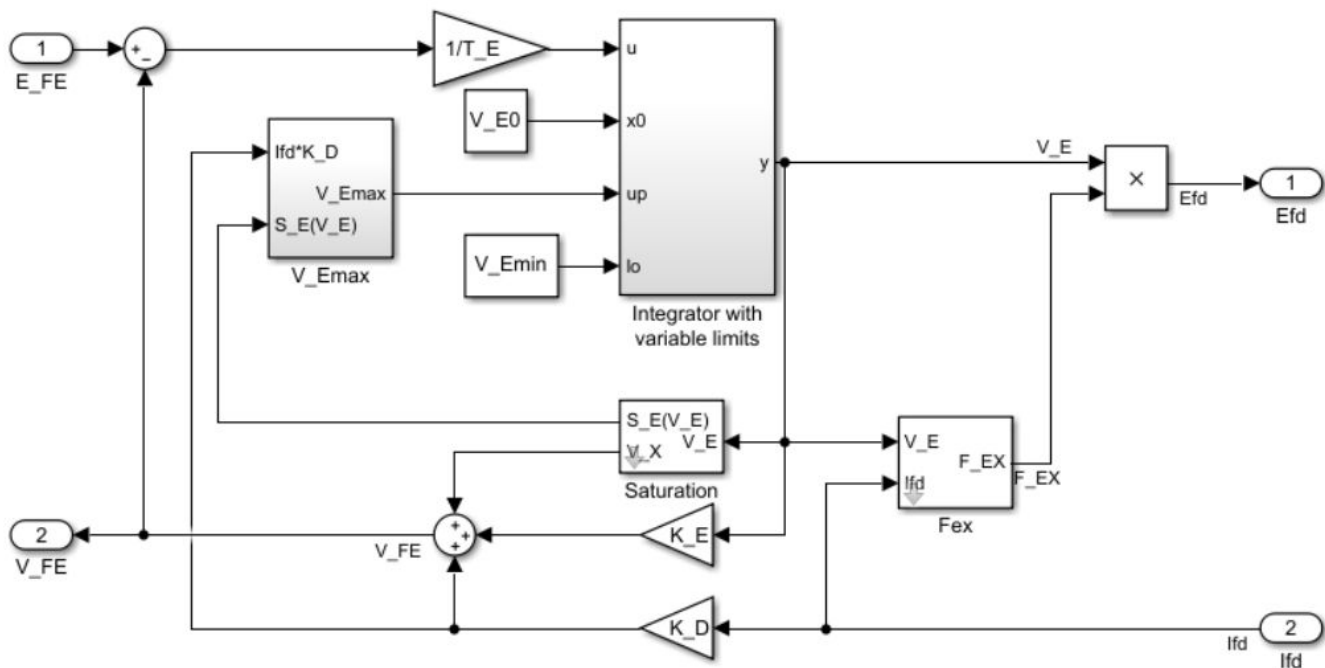 1
E_FE
+
-
1/T_E
u
V_E0
x0
Ifd*K_D
V_Emax
S_E(V_E)
V_Emax
up
y
V_Emin
lo
Integrator with
variable limits
V_E
×
Efd
1
Efd
S_E(V_E)
V_E
V_X
Saturation
V_E
F_EX
Ifd
F_EX
Fex
2
V_FE
V_FE
+
+
+
K_E
K_D
Ifd
2
Ifd